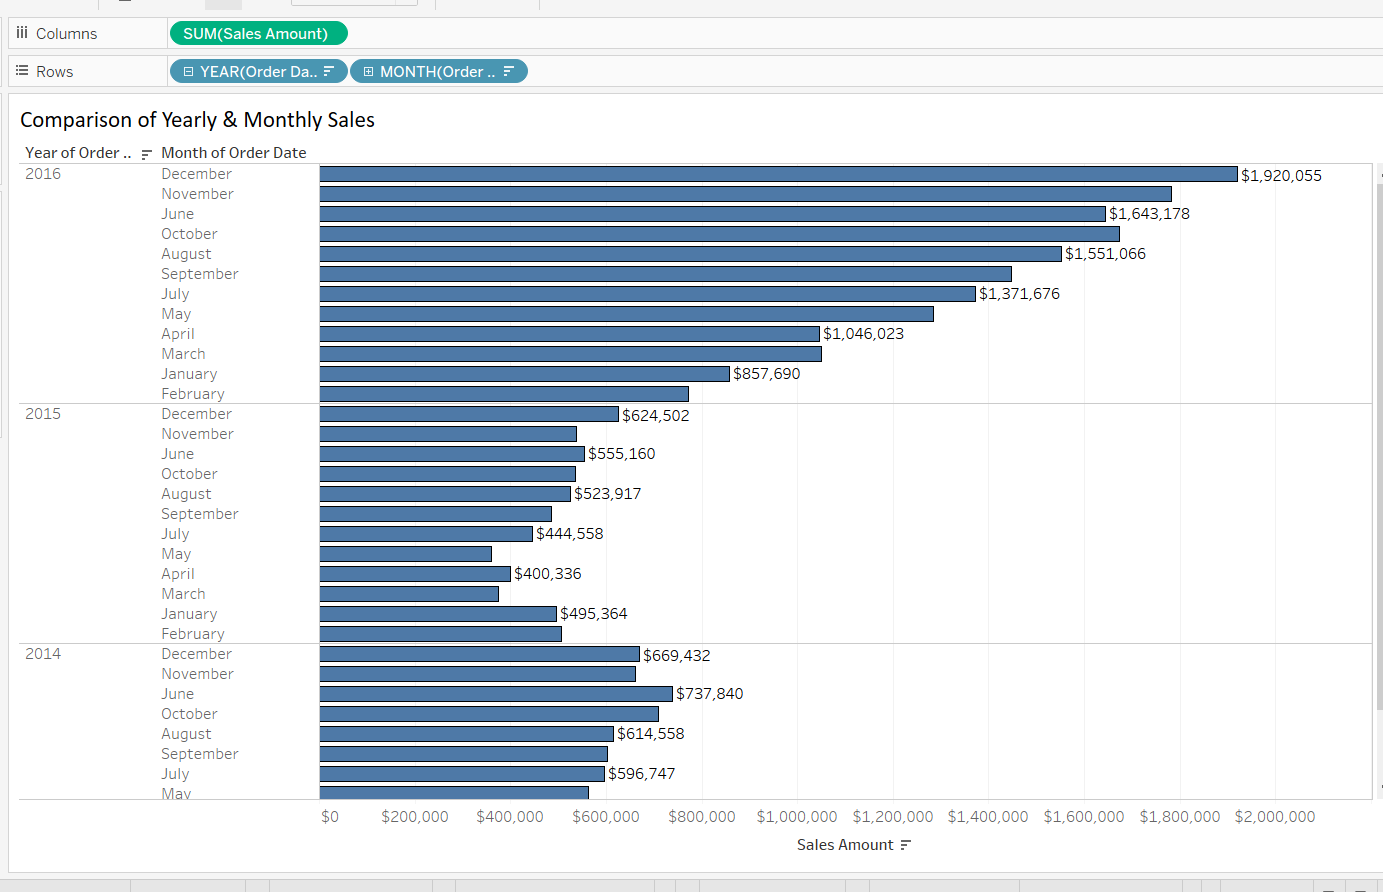 Columns SUM(Sales Amount)
Rows YEAR(Order Da.. MONTH(Order ..
Comparison of Yearly & Monthly Sales
Year of Order .. Month of Order Date
2016 December $1,920,055
November
June $1,643,178
October
August $1,551,066
September
July $1,371,676
May
April $1,046,023
March
January $857,690
February
2015 December $624,502
November
June $555,160
October
August $523,917
September
July $444,558
May
April $400,336
March
January $495,364
February
2014 December $669,432
November
June $737,840
October
August $614,558
September
July $596,747
May
$0 $200,000 $400,000 $600,000 $800,000 $1,000,000 $1,200,000 $1,400,000 $1,600,000 $1,800,000 $2,000,000
Sales Amount